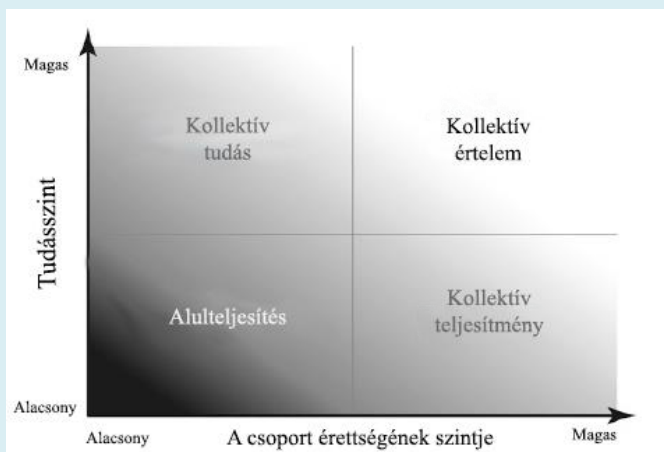 Magas
Kollektív
tudás
Kollektív
értelem
Tudásszint
Alulteljesítés
Kollektív
teljesítmény
Alacsony
Alacsony
A csoport érettségének szintje
Magas